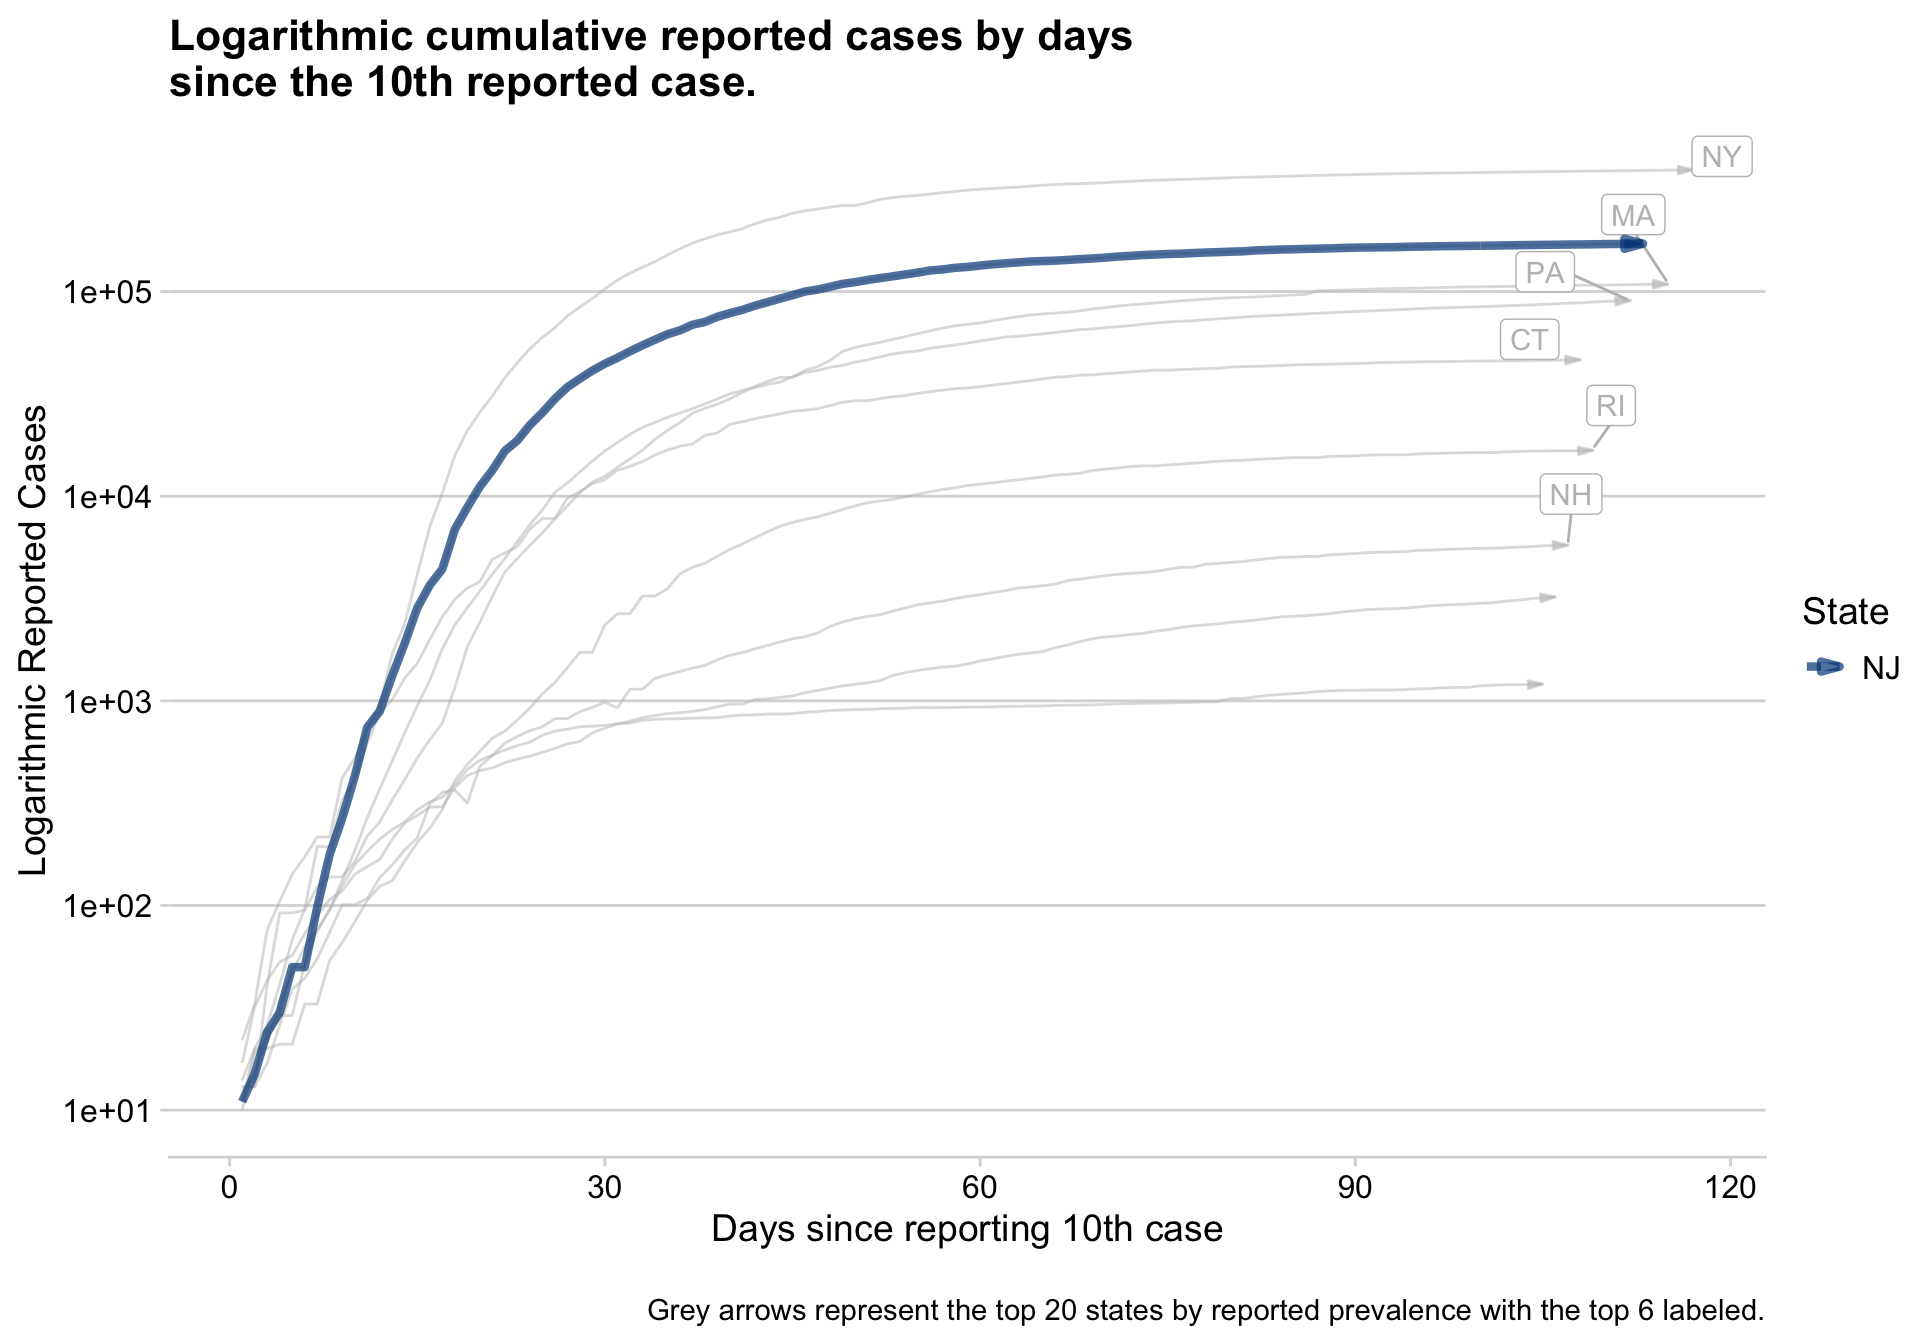 Logarithmic cumulative reported cases by days
since the 10th reported case.
NY
MA
PA
CT
RI
NH
1e+05
1e+04
1e+03
1e+02
1e+01
Logarithmic Reported Cases
State
NJ
0 30 60 90 120
Days since reporting 10th case
Grey arrows represent the top 20 states by reported prevalence with the top 6 labeled.